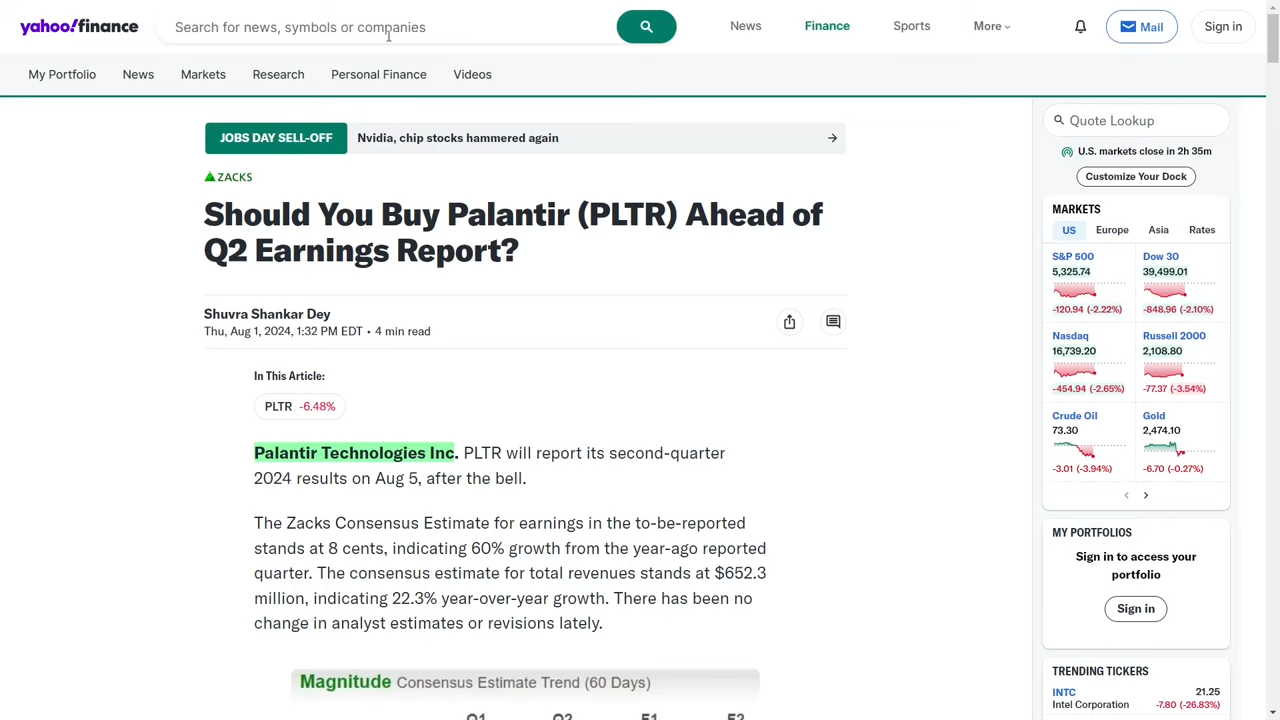 yahoo!finance
Search for news, symbols or companies
News
Finance
Sports
More
Mail
Sign in
My Portfolio
News
Markets
Research
Personal Finance
Videos
JOBS DAY SELL-OFF
Nvidia, chip stocks hammered again
ZACKS
Should You Buy Palantir (PLTR) Ahead of
Q2 Earnings Report?
Shuvra Shankar Dey
Thu, Aug 1, 2024, 1:32 PM EDT • 4 min read
In This Article:
PLTR -6.48%
Palantir Technologies Inc. PLTR will report its second-quarter
2024 results on Aug 5, after the bell.
The Zacks Consensus Estimate for earnings in the to-be-reported
stands at 8 cents, indicating 60% growth from the year-ago reported
quarter. The consensus estimate for total revenues stands at $652.3
million, indicating 22.3% year-over-year growth. There has been no
change in analyst estimates or revisions lately.
Magnitude Consensus Estimate Trend (60 Days)
Q1 Q2 F1 F2
Quote Lookup
U.S. markets close in 2h 35m
Customize Your Dock
MARKETS
US Europe Asia Rates
S&P 500
5,325.74
-120.94 (-2.22%)
Dow 30
39,499.01
-848.96 (-2.10%)
Nasdaq
16,739.20
-454.94 (-2.65%)
Russell 2000
2,108.80
-77.37 (-3.54%)
Crude Oil
73.30
-3.01 (-3.94%)
Gold
2,474.10
-6.70 (-0.27%)
MY PORTFOLIOS
Sign in to access your
portfolio
Sign in
TRENDING TICKERS
INTC 21.25
Intel Corporation -7.80 (-26.83%)